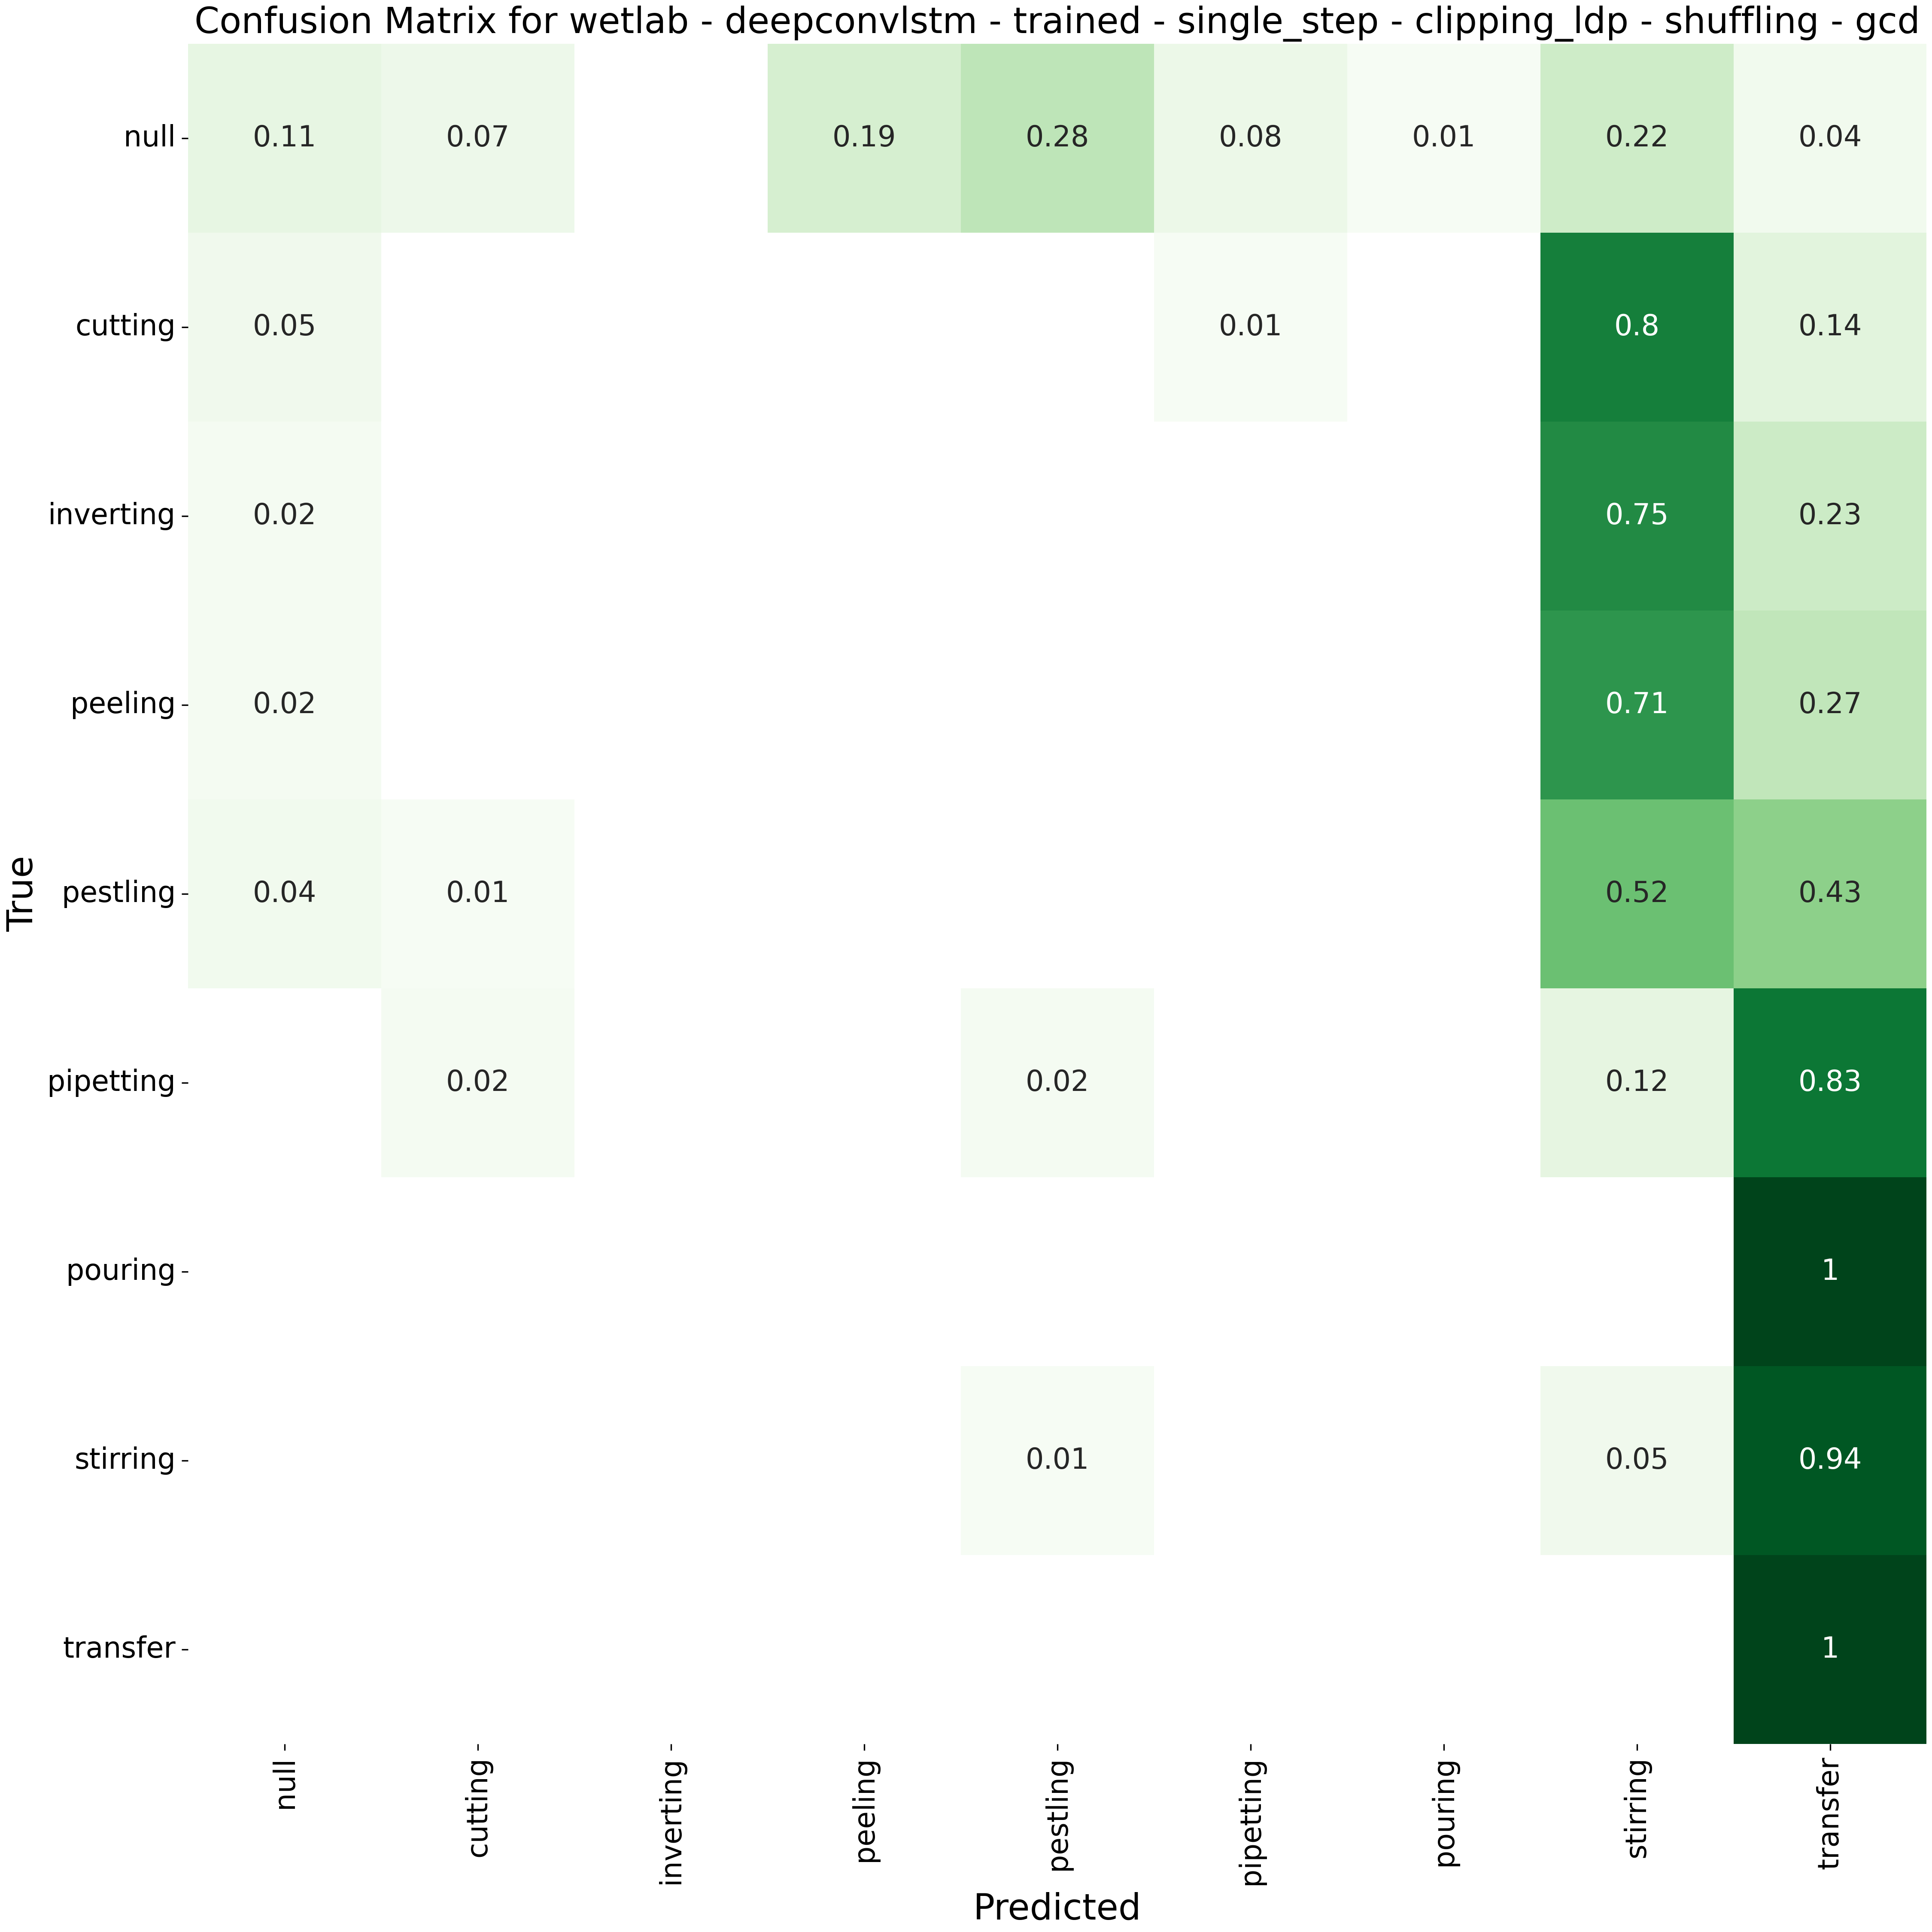 Confusion Matrix for wetlab - deepconvlstm - trained - single_step - clipping_ldp - shuffling - gcd
null 0.11 0.07 0.19 0.28 0.08 0.01 0.22 0.04
cutting 0.05 0.01 0.8 0.14
inverting 0.02 0.75 0.23
peeling 0.02 0.71 0.27
pestling 0.04 0.01 0.52 0.43
pipetting 0.02 0.02 0.12 0.83
pouring 1
stirring 0.01 0.05 0.94
transfer 1
True
null cutting inverting peeling pestling pipetting pouring stirring transfer
Predicted